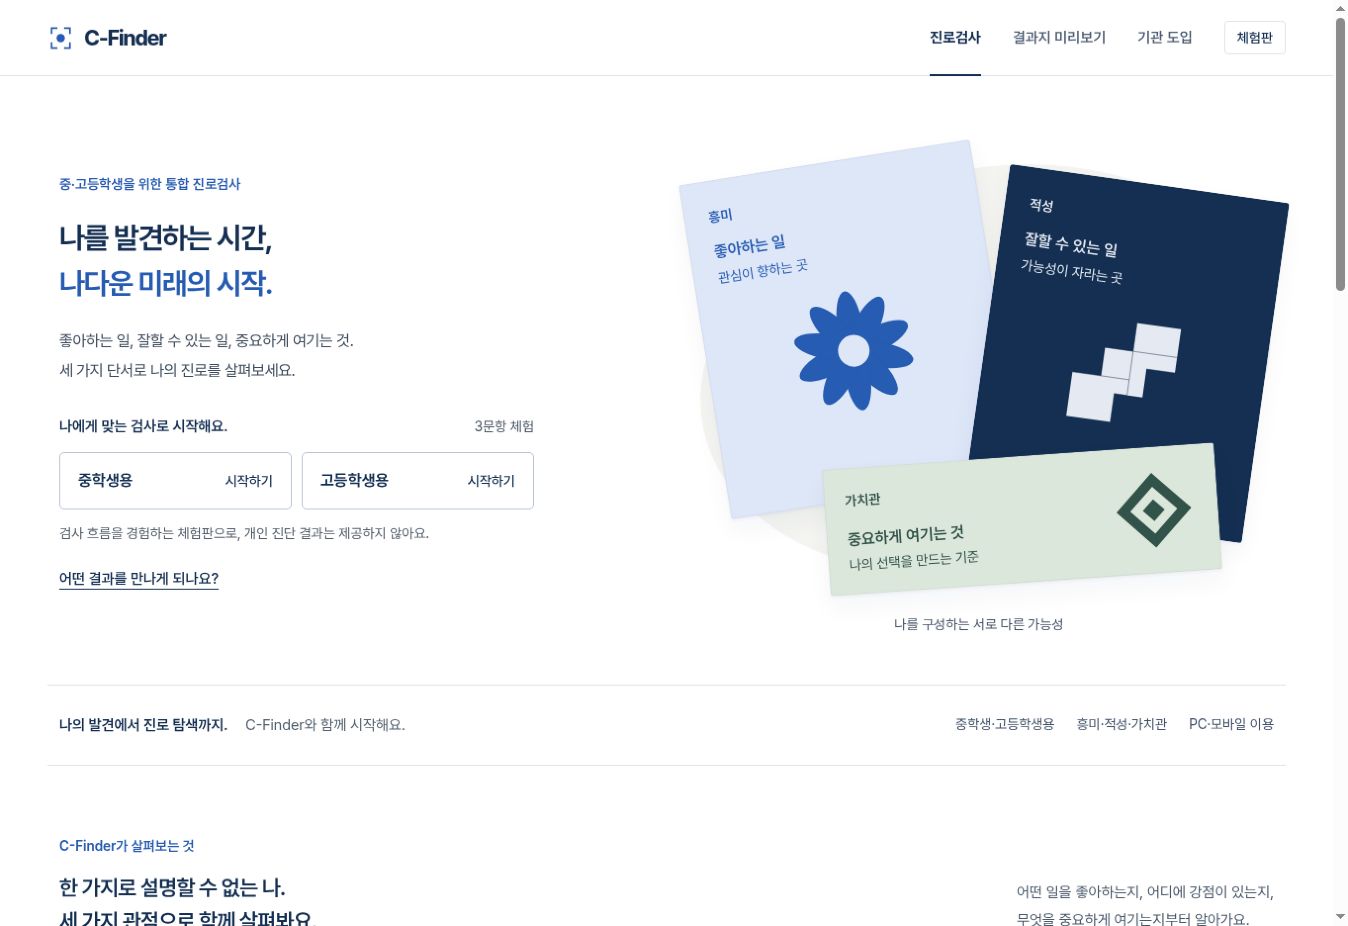 C-Finder
진로검사
결과지 미리보기
기관 도입
체험판
중·고등학생을 위한 통합 진로검사
나를 발견하는 시간,
나다운 미래의 시작.
좋아하는 일, 잘할 수 있는 일, 중요하게 여기는 것.
세 가지 단서로 나의 진로를 살펴보세요.
나에게 맞는 검사로 시작해요.
3문항 체험
중학생용 시작하기
고등학생용 시작하기
검사 흐름을 경험하는 체험판으로, 개인 진단 결과는 제공하지 않아요.
어떤 결과를 만나게 되나요?
흥미
좋아하는 일
관심이 향하는 곳
적성
잘할 수 있는 일
가능성이 자라는 곳
가치관
중요하게 여기는 것
나의 선택을 만드는 기준
나를 구성하는 서로 다른 가능성
나의 발견에서 진로 탐색까지. C-Finder와 함께 시작해요.
중학생·고등학생용 흥미·적성·가치관 PC·모바일 이용
C-Finder가 살펴보는 것
한 가지로 설명할 수 없는 나.
세 가지 관점으로 함께 살펴봐요.
어떤 일을 좋아하는지, 어디에 강점이 있는지,
무엇을 중요하게 여기는지부터 알아가요.